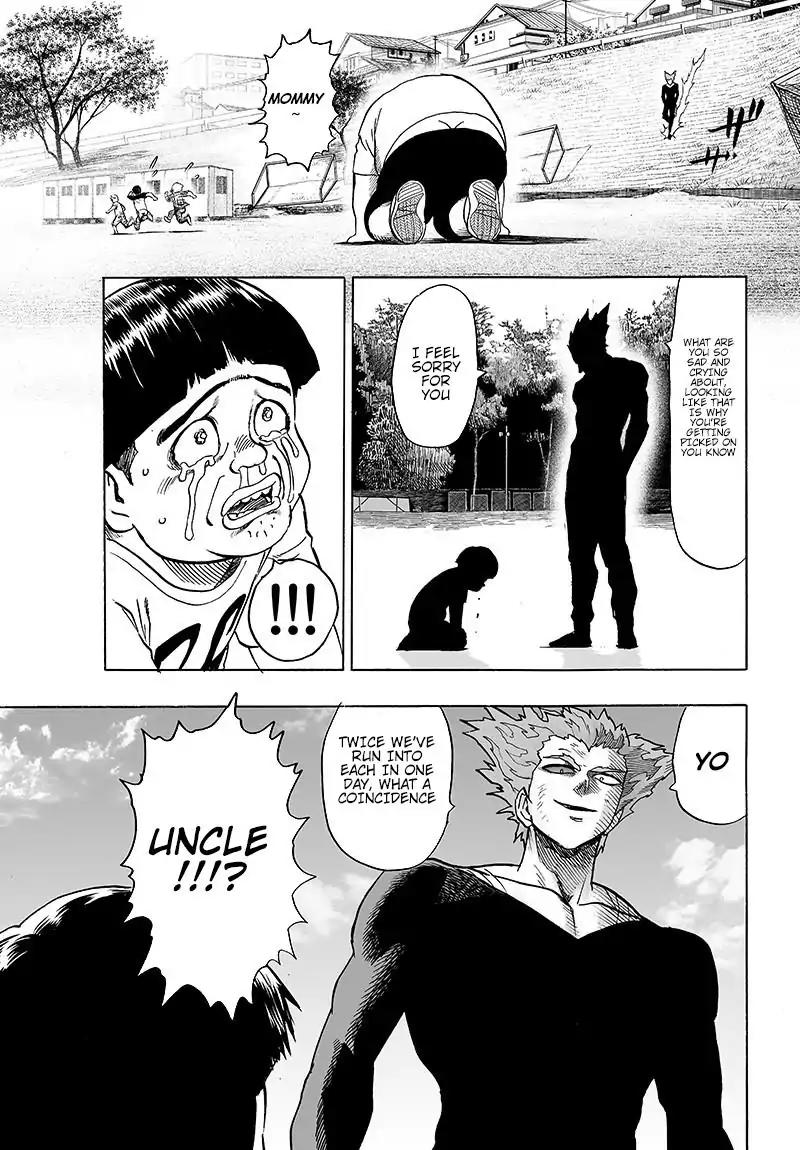 MOMMY
~
ザッ
WHAT ARE
YOU SO
SAD AND
CRYING
ABOUT,
LOOKING
LIKE THAT
IS WHY
YOU'RE
GETTING
PICKED ON
YOU KNOW
I FEEL
SORRY
FOR
YOU
!!!
YO
TWICE WE'VE
RUN INTO
EACH IN ONE
DAY, WHAT A
COINCIDENCE
UNCLE
!!!?